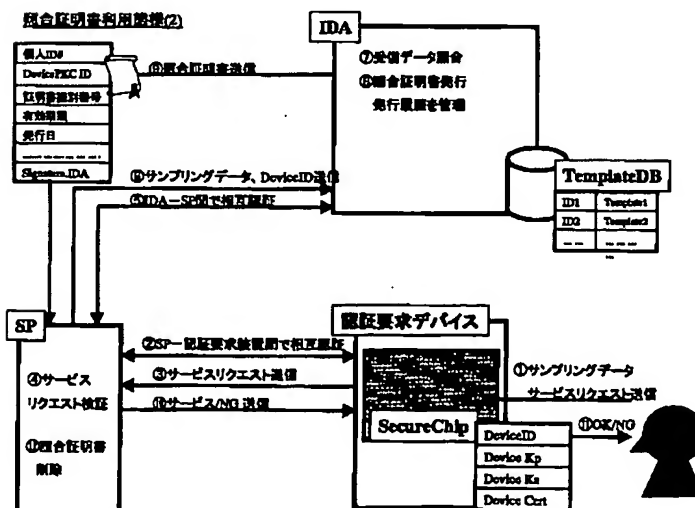 照合証明書利用態様(2)
IDA
個人ID#
DevicePKC ID
証明書識別番号
有効期限
発行日
Signature.IDA
⑨照合証明書送信
⑦受信データ照合
⑧照合証明書発行
発行履歴を管理
⑥サンプリングデータ、DeviceID送信
⑤IDA－SP間で相互認証
TemplateDB
ID1 Template1
ID2 Template2
... ... ... ... ...
SP
認証要求デバイス
②SP－認証要求装置間で相互認証
③サービスリクエスト送信
⑩サービス/NG 送信
④サービス
リクエスト検証
照合証明書
削除
①サンプリングデータ
サービスリクエスト送信
SecureChip
⑪OK/NG
DeviceID
Device Kp
Device Ks
Device Cert